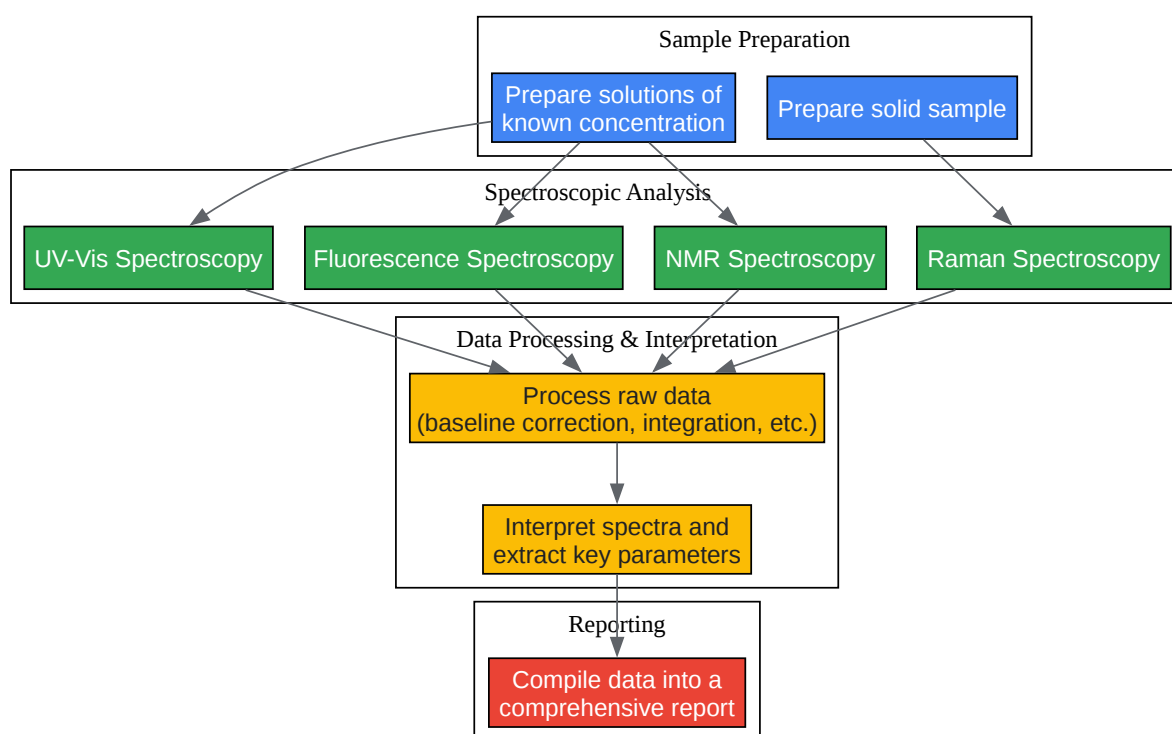 Sample Preparation
Prepare solutions of
known concentration
Prepare solid sample
Spectroscopic Analysis
UV-Vis Spectroscopy
Fluorescence Spectroscopy
NMR Spectroscopy
Raman Spectroscopy
Data Processing & Interpretation
Process raw data
(baseline correction, integration, etc.)
Interpret spectra and
extract key parameters
Reporting
Compile data into a
comprehensive report